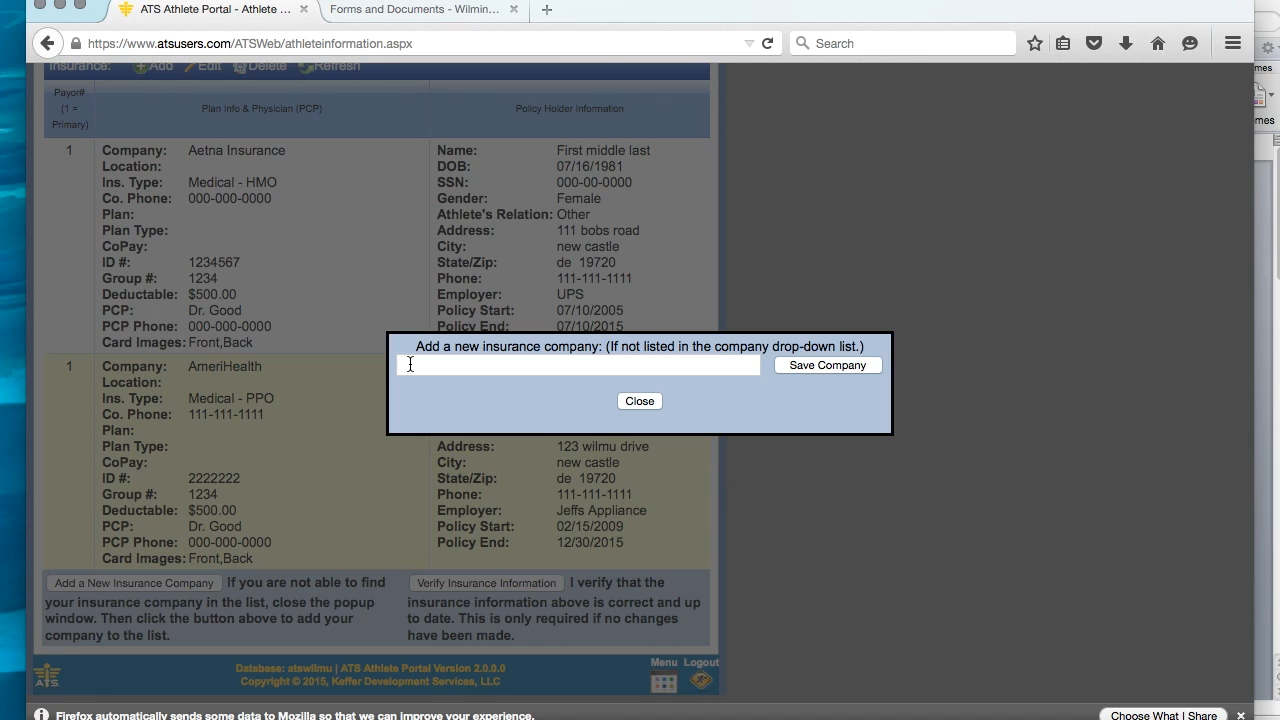 ATS Athlete Portal - Athlete ... ×
Forms and Documents - Wilmin... ×
+
https://www.atsusers.com/ATSWeb/athleteinformation.aspx
Search
Insurance: Add Edit Delete Refresh
Payor# (1 = Primary)
Plan Info & Physician (PCP)
Policy Holder Information
1
Company: Aetna Insurance
Location:
Ins. Type: Medical - HMO
Co. Phone: 000-000-0000
Plan:
Plan Type:
CoPay:
ID #: 1234567
Group #: 1234
Deductable: $500.00
PCP: Dr. Good
PCP Phone: 000-000-0000
Card Images: Front,Back
Name: First middle last
DOB: 07/16/1981
SSN: 000-00-0000
Gender: Female
Athlete's Relation: Other
Address: 111 bobs road
City: new castle
State/Zip: de 19720
Phone: 111-111-1111
Employer: UPS
Policy Start: 07/10/2005
Policy End: 07/10/2015
Add a new insurance company: (If not listed in the company drop-down list.)
Save Company
Close
1
Company: AmeriHealth
Location:
Ins. Type: Medical - PPO
Co. Phone: 111-111-1111
Plan:
Plan Type:
CoPay:
ID #: 2222222
Group #: 1234
Deductable: $500.00
PCP: Dr. Good
PCP Phone: 000-000-0000
Card Images: Front,Back
Address: 123 wilmu drive
City: new castle
State/Zip: de 19720
Phone: 111-111-1111
Employer: Jeffs Appliance
Policy Start: 02/15/2009
Policy End: 12/30/2015
Add a New Insurance Company If you are not able to find
your insurance company in the list, close the popup
window. Then click the button above to add your
company to the list.
Verify Insurance Information I verify that the
insurance information above is correct and up
to date. This is only required if no changes
have been made.
ATS
Database: atswilmu | ATS Athlete Portal Version 2.0.0.0
Copyright © 2015, Keffer Development Services, LLC
Menu Logout
Firefox automatically sends some data to Mozilla so that we can improve your experience.
Choose What I Share ×